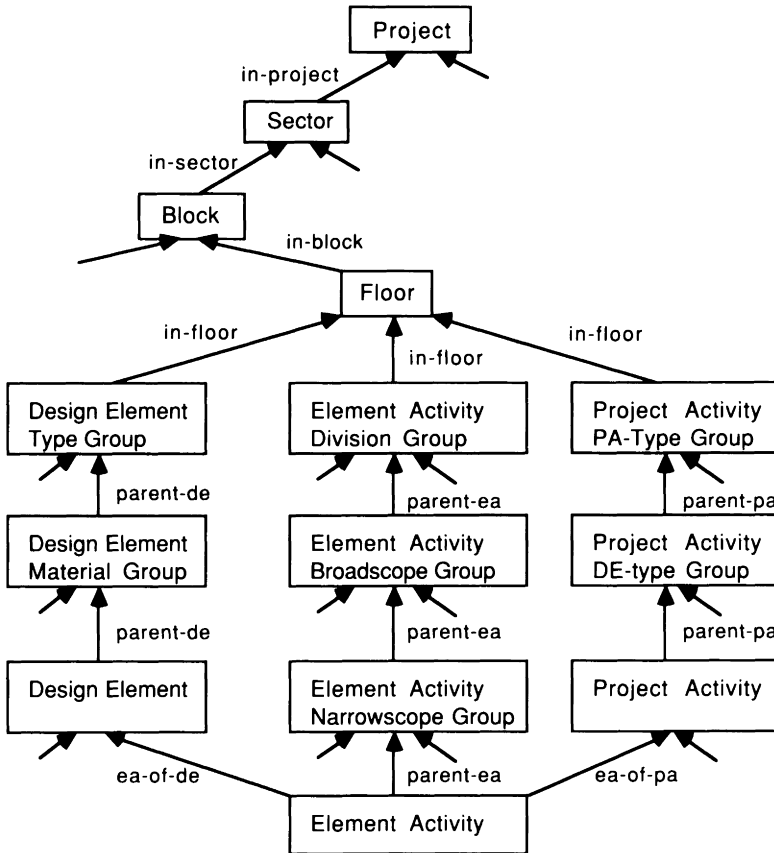 Project
in-project
Sector
in-sector
Block
in-block
Floor
in-floor
in-floor
in-floor
Design Element
Type Group
Element Activity
Division Group
Project Activity
PA-Type Group
parent-de
parent-ea
parent-pa
Design Element
Material Group
Element Activity
Broadscope Group
Project Activity
DE-type Group
parent-de
parent-ea
parent-pa
Design Element
Element Activity
Narrowscope Group
Project Activity
ea-of-de
parent-ea
ea-of-pa
Element Activity